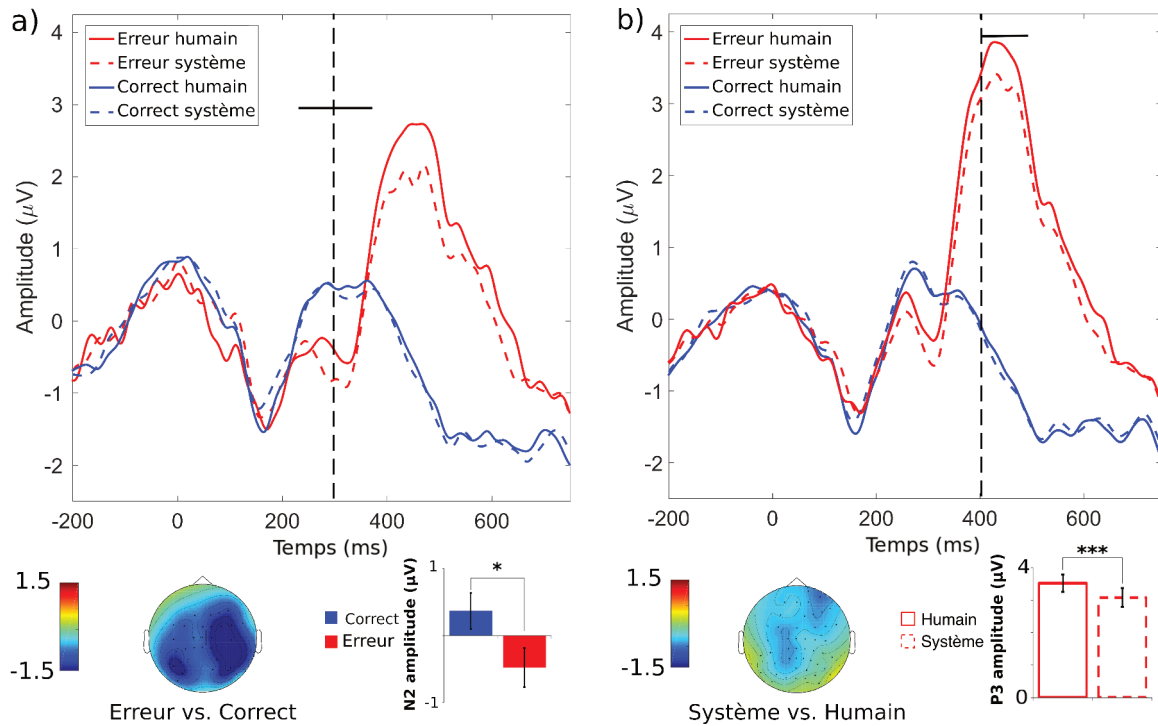 a)
Erreur humain
Erreur système
Correct humain
Correct système
Amplitude (µV)
4
3
2
1
0
-1
-2
-200 0 200 400 600
Temps (ms)
1.5
-1.5
Erreur vs. Correct
Correct
Erreur
N2 amplitude (µV)
1
-1
*
b)
Erreur humain
Erreur système
Correct humain
Correct système
Amplitude (µV)
4
3
2
1
0
-1
-2
-200 0 200 400 600
Temps (ms)
1.5
-1.5
Système vs. Humain
Humain
Système
P3 amplitude (µV)
4
0
***